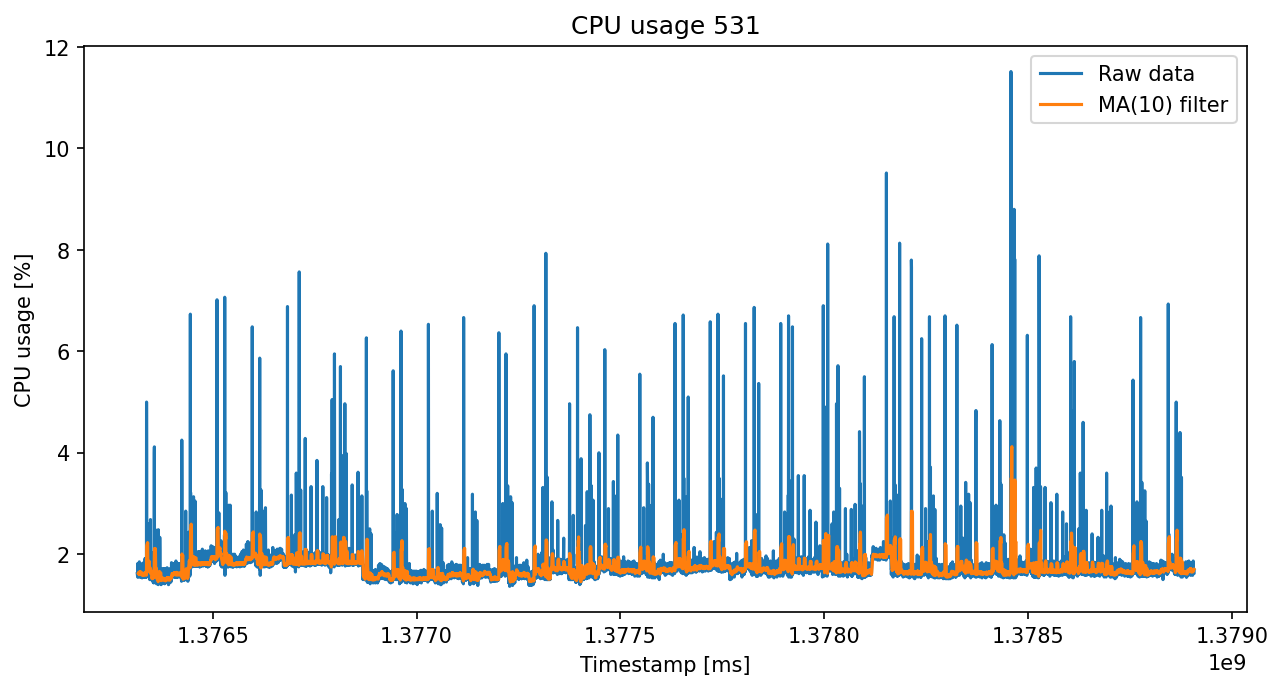 CPU usage 531
Raw data
MA(10) filter
CPU usage [%]
12
10
8
6
4
2
1.3765
1.3770
1.3775
1.3780
1.3785
1.3790
1e9
Timestamp [ms]